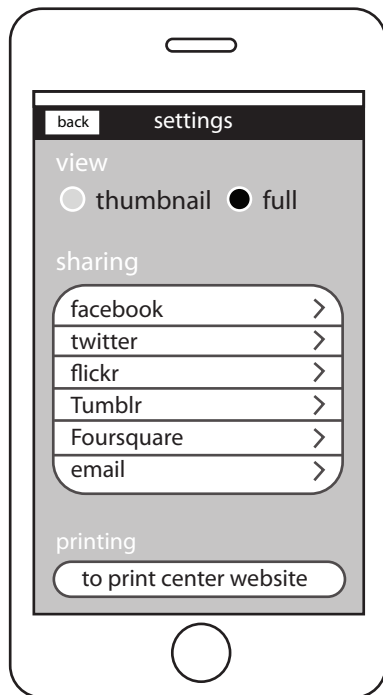 back settings
view
thumbnail full
sharing
facebook
twitter
flickr
Tumblr
Foursquare
email
printing
to print center website